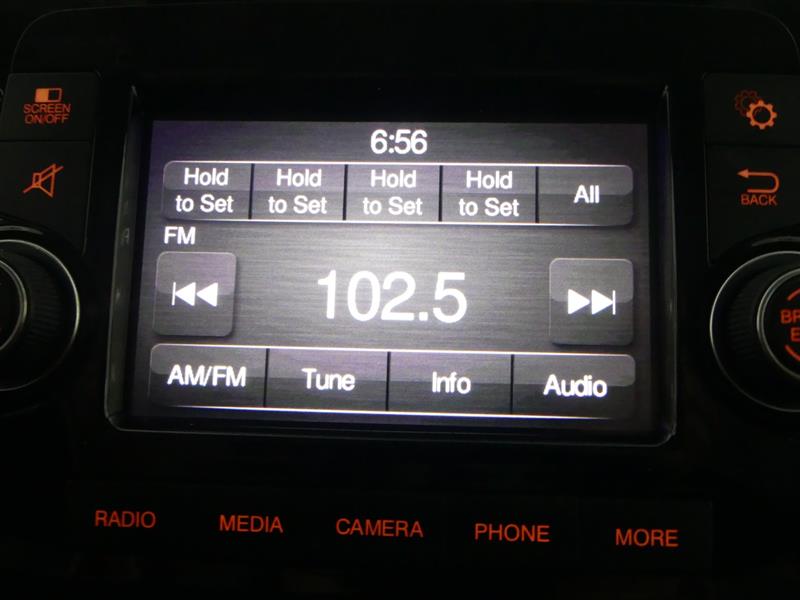 SCREEN
ON/OFF
6:56
Hold to Set
Hold to Set
Hold to Set
Hold to Set
All
BACK
FM
102.5
AM/FM
Tune
Info
Audio
RADIO
MEDIA
CAMERA
PHONE
MORE